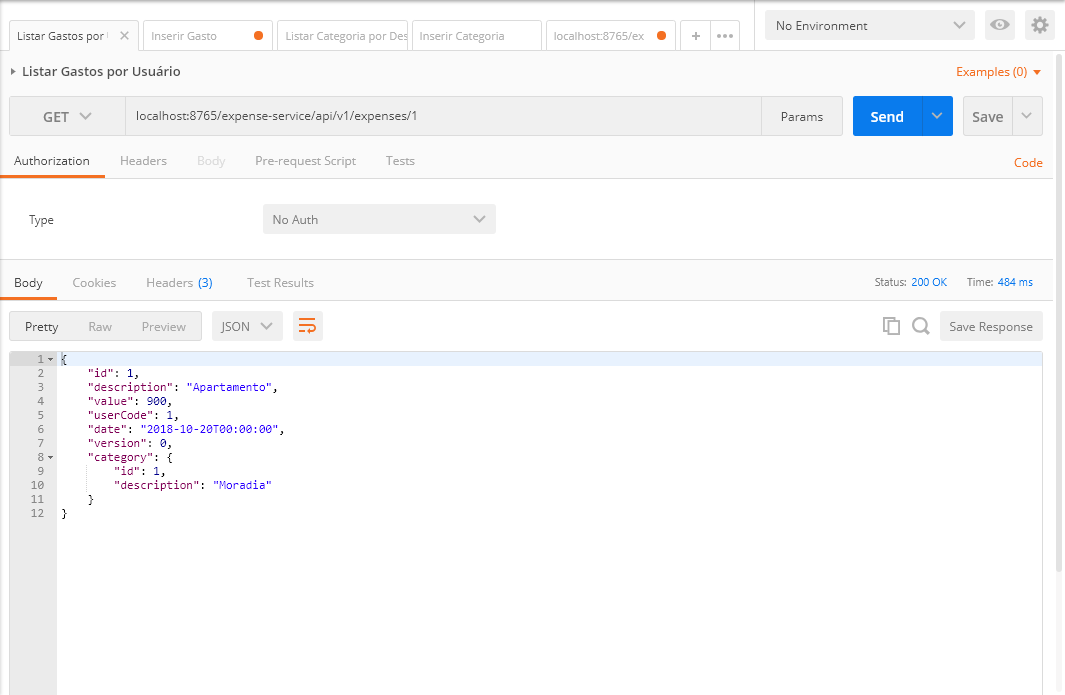 Listar Gastos por
Inserir Gasto
Listar Categoria por Des
Inserir Categoria
localhost:8765/ex
No Environment
Listar Gastos por Usuário
Examples (0)
GET
localhost:8765/expense-service/api/v1/expenses/1
Params
Send
Save
Authorization
Headers
Body
Pre-request Script
Tests
Code
Type
No Auth
Body
Cookies
Headers (3)
Test Results
Status: 200 OK
Time: 484 ms
Pretty
Raw
Preview
JSON
Save Response
1 {
2 "id": 1,
3 "description": "Apartamento",
4 "value": 900,
5 "userCode": 1,
6 "date": "2018-10-20T00:00:00",
7 "version": 0,
8 "category": {
9 "id": 1,
10 "description": "Moradia"
11 }
12 }